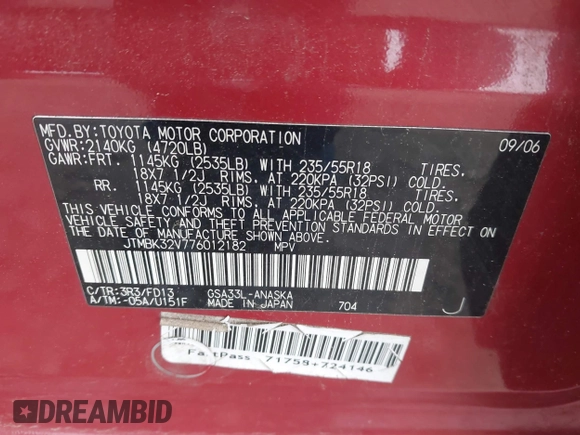 MFD.BY:TOYOTA MOTOR CORPORATION 09/06
GVWR:2140KG (4720LB)
GAWR:FRT. 1145KG (2535LB) WITH 235/55R18 TIRES.
18X7 1/2J RIMS. AT 220KPA (32PSI)
RR. 1145KG (2535LB) WITH 235/55R18 TIRES.
18X7 1/2J RIMS. AT 220KPA (32PSI) COLD.
THIS VEHICLE CONFORMS TO ALL APPLICABLE FEDERAL MOTOR
VEHICLE SAFETY AND THEFT PREVENTION STANDARDS IN EFFECT ON
THE DATE OF MANUFACTURE SHOWN ABOVE.
JTMBK32V776012182 MPV
C/TR:3R3/FD13 GSA33L-ANASKA
A/TM:-05A/U151F MADE IN JAPAN 704 J
FastPass 71758+724146
DREAMBID